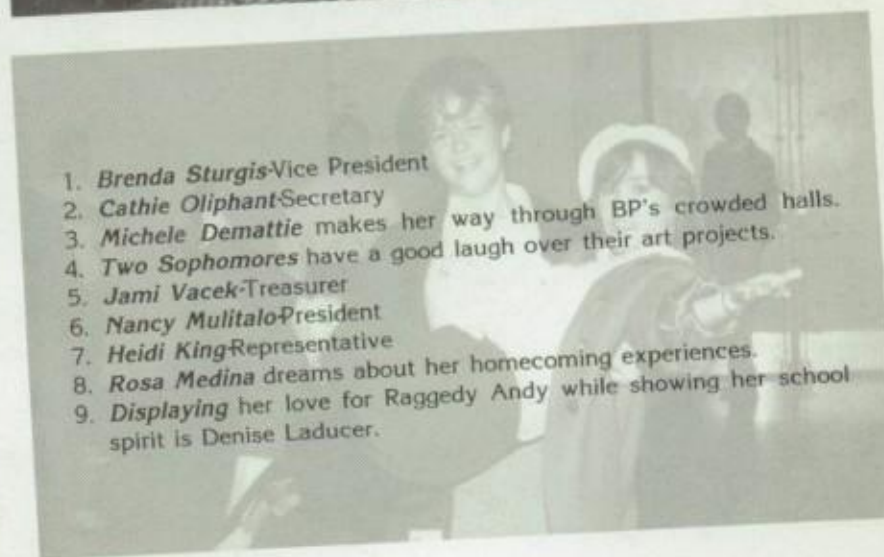 1. Brenda Sturgis-Vice President
2. Cathie Oliphant-Secretary
3. Michele Demattie makes her way through BP's crowded halls.
4. Two Sophomores have a good laugh over their art projects.
5. Jami Vacek-Treasurer
6. Nancy Mulitalo-President
7. Heidi King-Representative
8. Rosa Medina dreams about her homecoming experiences.
9. Displaying her love for Raggedy Andy while showing her school
spirit is Denise Laducer.